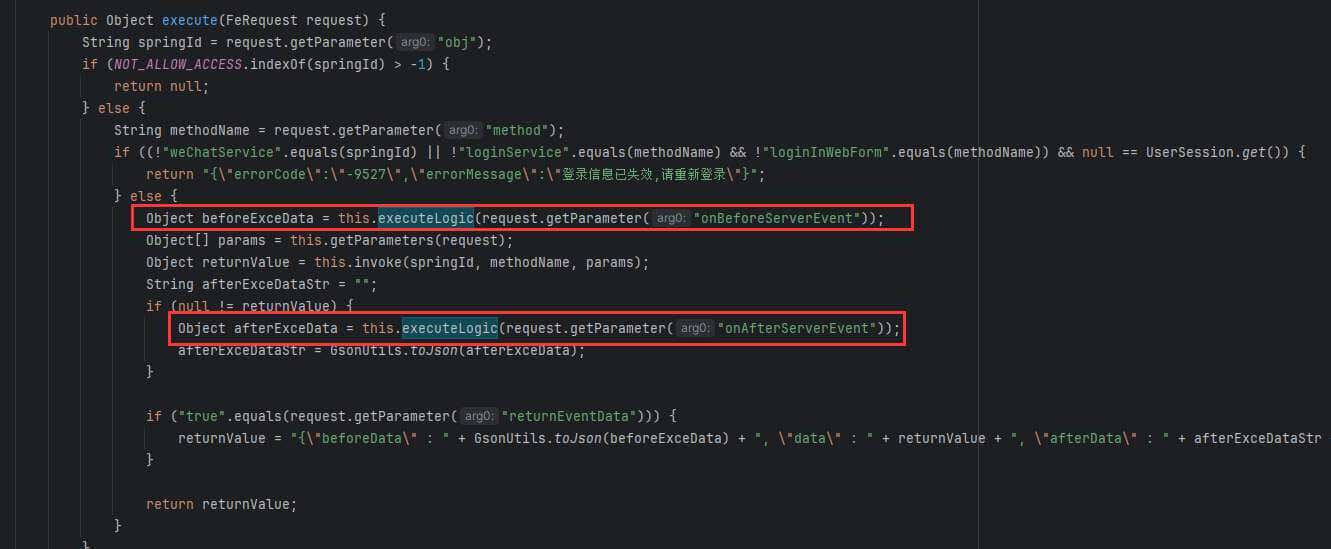 public Object execute(FeRequest request) {
String springId = request.getParameter( arg0: "obj");
if (NOT_ALLOW_ACCESS.indexOf(springId) > -1) {
return null;
} else {
String methodName = request.getParameter( arg0: "method");
if ((!"weChatService".equals(springId) || !"loginService".equals(methodName) && !"loginInWebForm".equals(methodName)) && null == UserSession.get()) {
return "{\"errorCode\":\"-9527\",\"errorMessage\":\"登录信息已失效,请重新登录\"}";
} else {
Object beforeExceData = this.executeLogic(request.getParameter( arg0: "onBeforeServerEvent"));
Object[] params = this.getParameters(request);
Object returnValue = this.invoke(springId, methodName, params);
String afterExceDataStr = "";
if (null != returnValue) {
Object afterExceData = this.executeLogic(request.getParameter( arg0: "onAfterServerEvent"));
afterExceDataStr = GsonUtils.toJson(afterExceData);
}
if ("true".equals(request.getParameter( arg0: "returnEventData"))) {
returnValue = "{\"beforeData\" : " + GsonUtils.toJson(beforeExceData) + ", \"data\" : " + returnValue + ", \"afterData\" : " + afterExceDataStr
}
return returnValue;
}
}